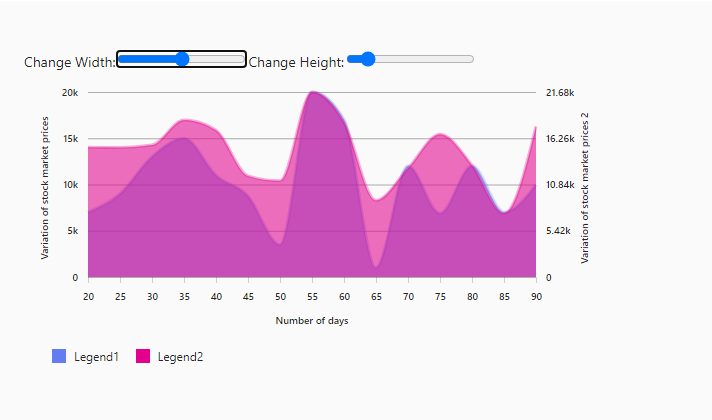 Change Width: Change Height:
20k
15k
10k
5k
0
Variation of stock market prices
21.68k
16.26k
10.84k
5.42k
0
Variation of stock market prices 2
20 25 30 35 40 45 50 55 60 65 70 75 80 85 90
Number of days
Legend1 Legend2